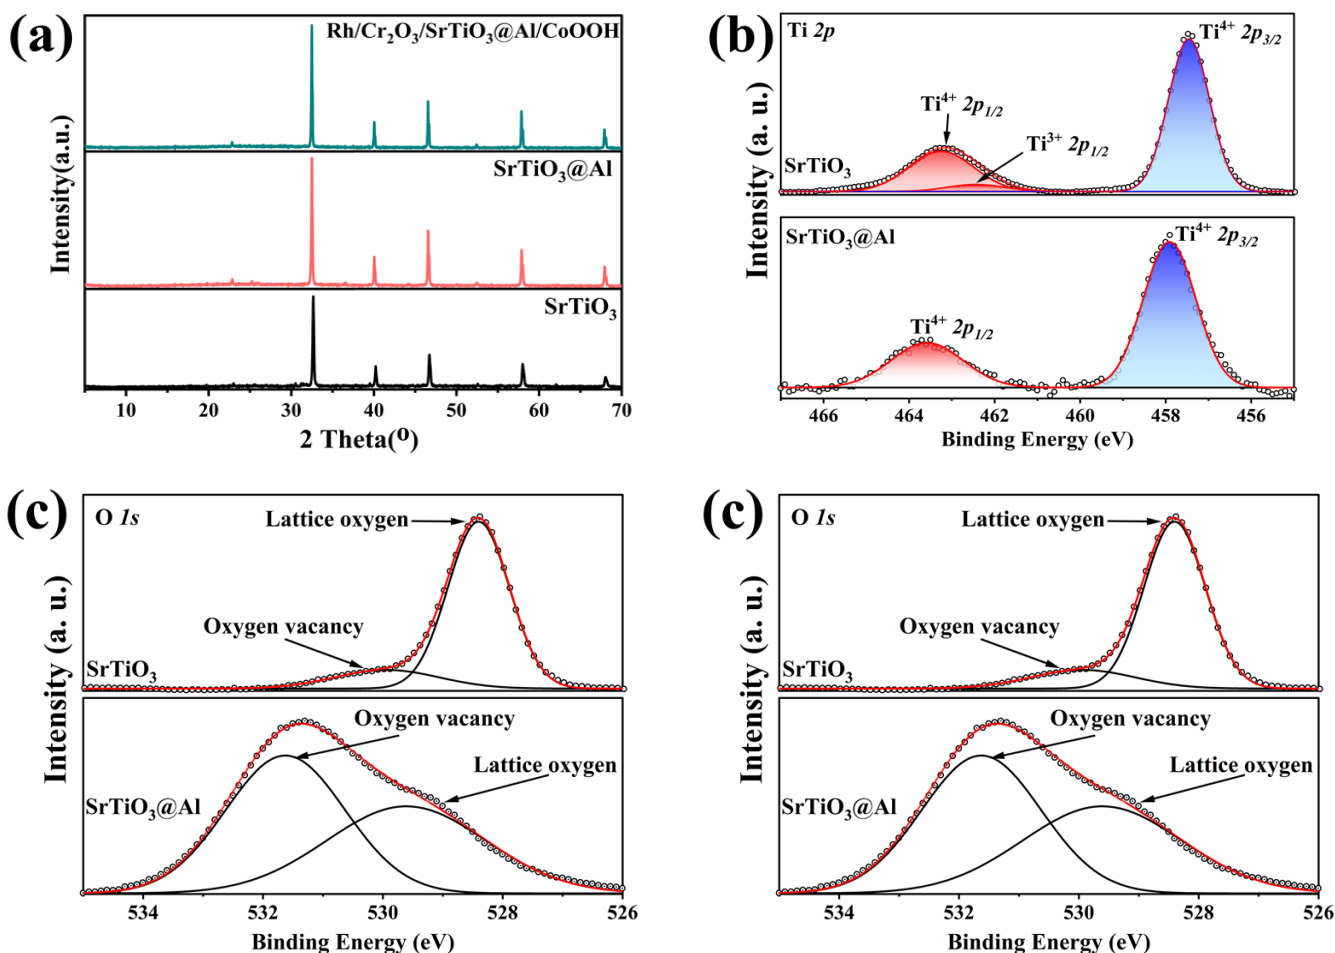 (a)
Rh/Cr₂O₃/SrTiO₃@Al/CoOOH
SrTiO₃@Al
SrTiO₃
Intensity(a.u.)
10 20 30 40 50 60 70
2 Theta(°)
(b)
Ti 2p
Ti⁴⁺ 2p₃/₂
Ti⁴⁺ 2p₁/₂
Ti³⁺ 2p₁/₂
SrTiO₃
SrTiO₃@Al
Ti⁴⁺ 2p₃/₂
Ti⁴⁺ 2p₁/₂
Intensity (a. u.)
466 464 462 460 458 456
Binding Energy (eV)
(c)
O 1s
Lattice oxygen
Oxygen vacancy
SrTiO₃
Oxygen vacancy
Lattice oxygen
SrTiO₃@Al
Intensity (a. u.)
534 532 530 528 526
Binding Energy (eV)
(c)
O 1s
Lattice oxygen
Oxygen vacancy
SrTiO₃
Oxygen vacancy
Lattice oxygen
SrTiO₃@Al
Intensity (a. u.)
534 532 530 528 526
Binding Energy (eV)